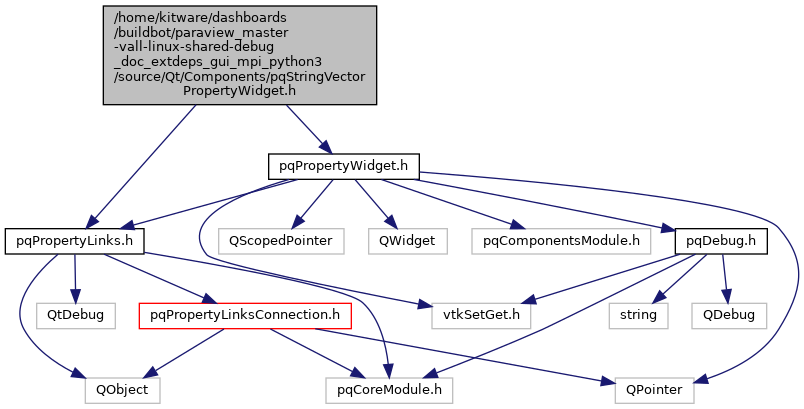 /home/kitware/dashboards
/buildbot/paraview_master
-vall-linux-shared-debug
_doc_extdeps_gui_mpi_python3
/source/Qt/Components/pqStringVector
PropertyWidget.h
pqPropertyWidget.h
pqPropertyLinks.h
QScopedPointer
QWidget
pqComponentsModule.h
pqDebug.h
QtDebug
pqPropertyLinksConnection.h
vtkSetGet.h
string
QDebug
QObject
pqCoreModule.h
QPointer